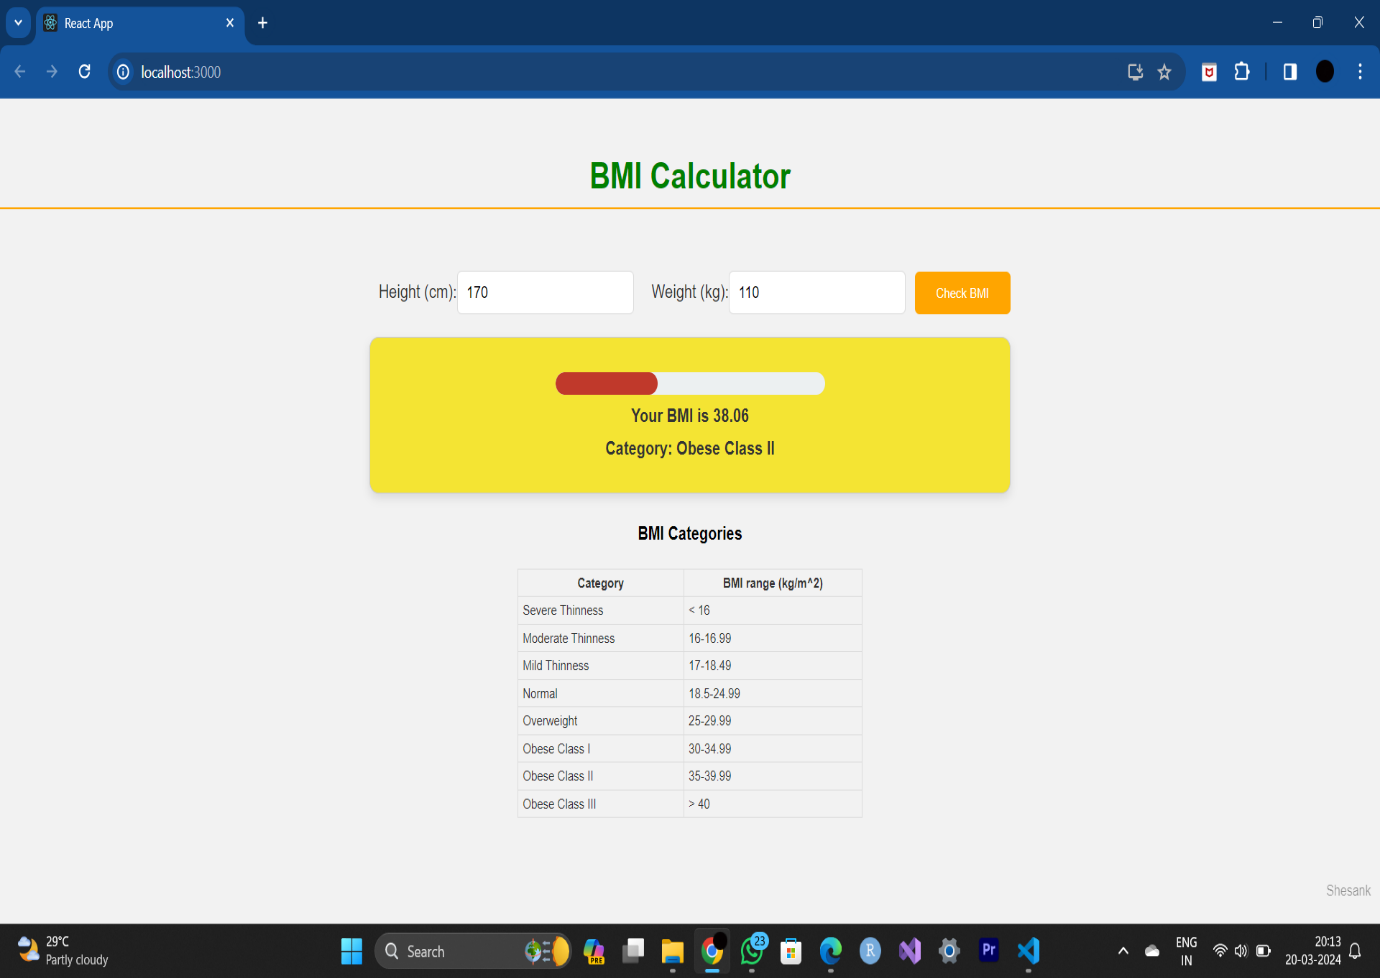 React App
localhost:3000
BMI Calculator
Height (cm): 170 Weight (kg): 110 Check BMI
Your BMI is 38.06
Category: Obese Class II
BMI Categories
Category BMI range (kg/m^2)
Severe Thinness < 16
Moderate Thinness 16-16.99
Mild Thinness 17-18.49
Normal 18.5-24.99
Overweight 25-29.99
Obese Class I 30-34.99
Obese Class II 35-39.99
Obese Class III > 40
Shesank
29°C
Partly cloudy
Search
PRE
23
R
Pr
ENG
IN
20:13
20-03-2024